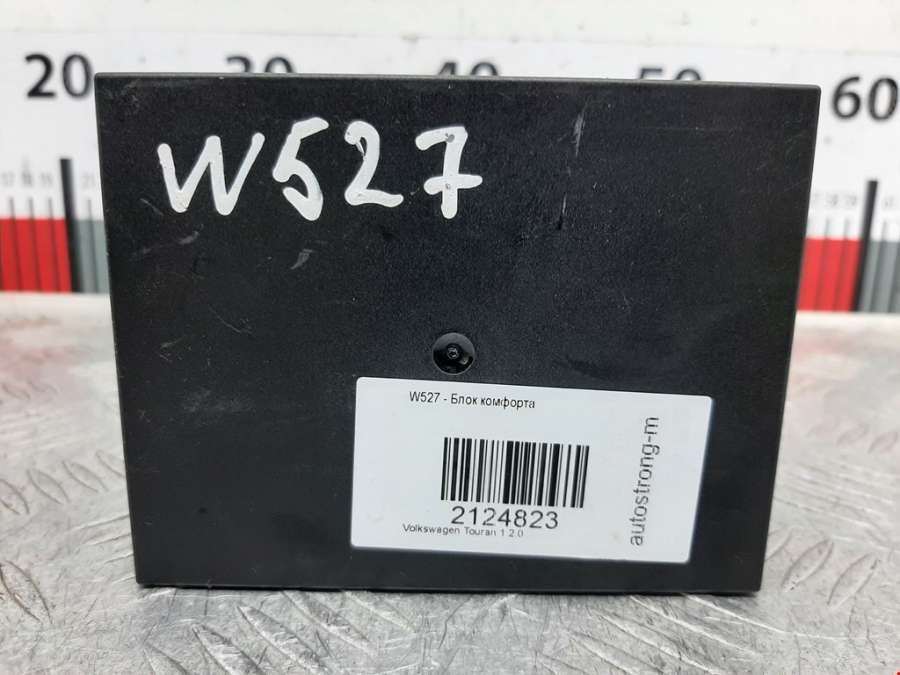 20 30 40 50 60
W527
W527 - Блок комфорта
2124823
Volkswagen Touran 1 2.0
autostrong-m